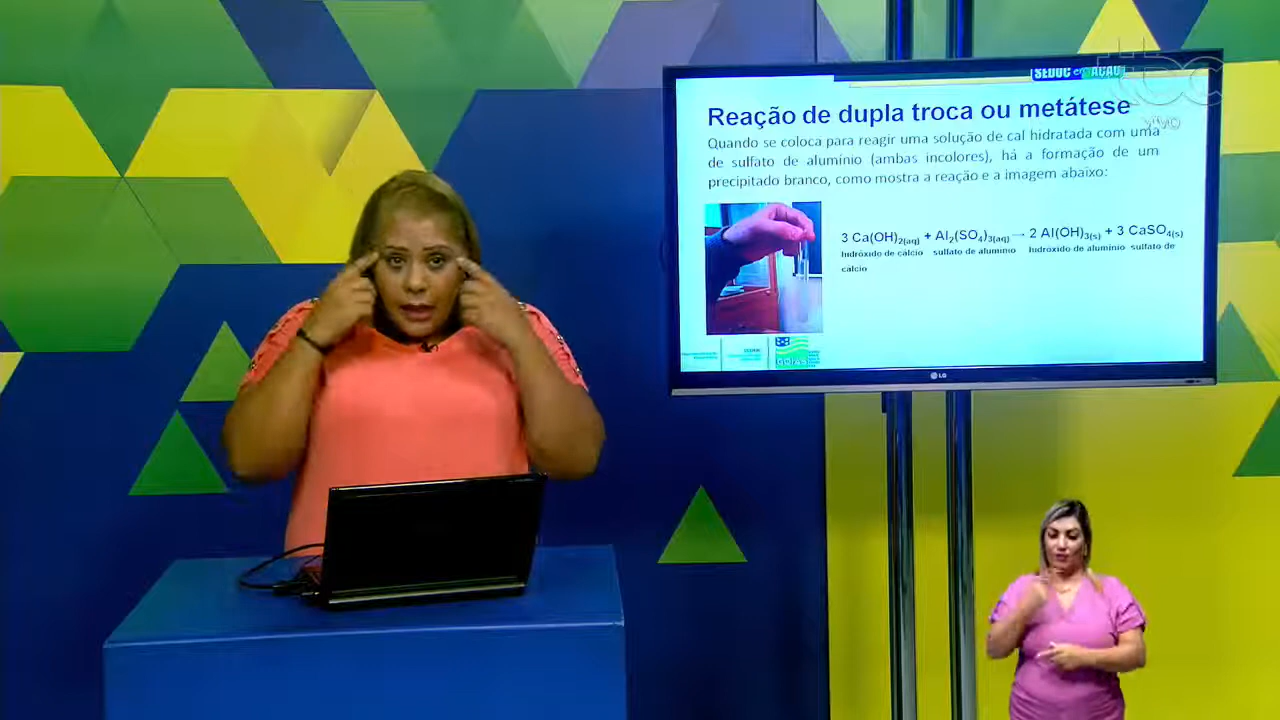 SEDUC em AÇÃO
tbc
VIVO
Reação de dupla troca ou metátese
Quando se coloca para reagir uma solução de cal hidratada com uma
de sulfato de alumínio (ambas incolores), há a formação de um
precipitado branco, como mostra a reação e a imagem abaixo:
3 Ca(OH)2(aq) + Al2(SO4)3(aq) → 2 Al(OH)3(s) + 3 CaSO4(s)
hidróxido de cálcio sulfato de alumínio hidróxido de alumínio sulfato de
cálcio
GOIÁS
LG